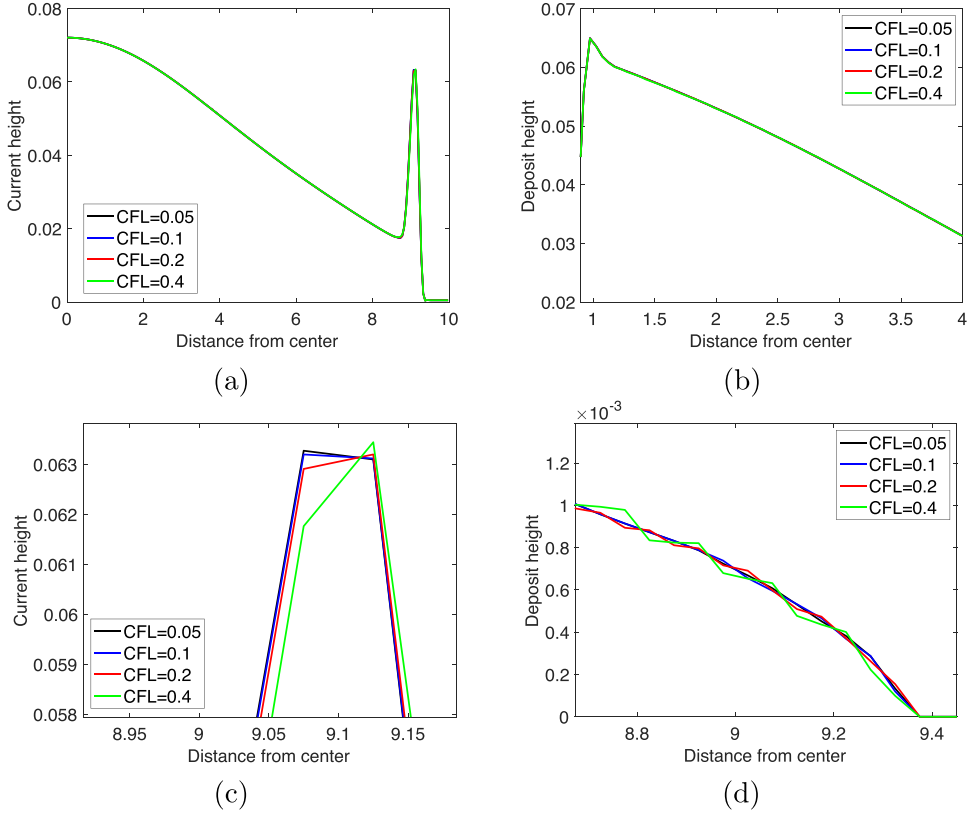 0.08
0.06
0.04
0.02
0
Current height
CFL=0.05
CFL=0.1
CFL=0.2
CFL=0.4
0 2 4 6 8 10
Distance from center
(a)
0.07
0.06
0.05
0.04
0.03
0.02
Deposit height
CFL=0.05
CFL=0.1
CFL=0.2
CFL=0.4
1 1.5 2 2.5 3 3.5 4
Distance from center
(b)
0.063
0.062
0.061
0.06
0.059
0.058
Current height
CFL=0.05
CFL=0.1
CFL=0.2
CFL=0.4
8.95 9 9.05 9.1 9.15
Distance from center
(c)
×10-3
1.2
1
0.8
0.6
0.4
0
Deposit height
CFL=0.05
CFL=0.1
CFL=0.2
CFL=0.4
8.8 9 9.2 9.4
Distance from center
(d)